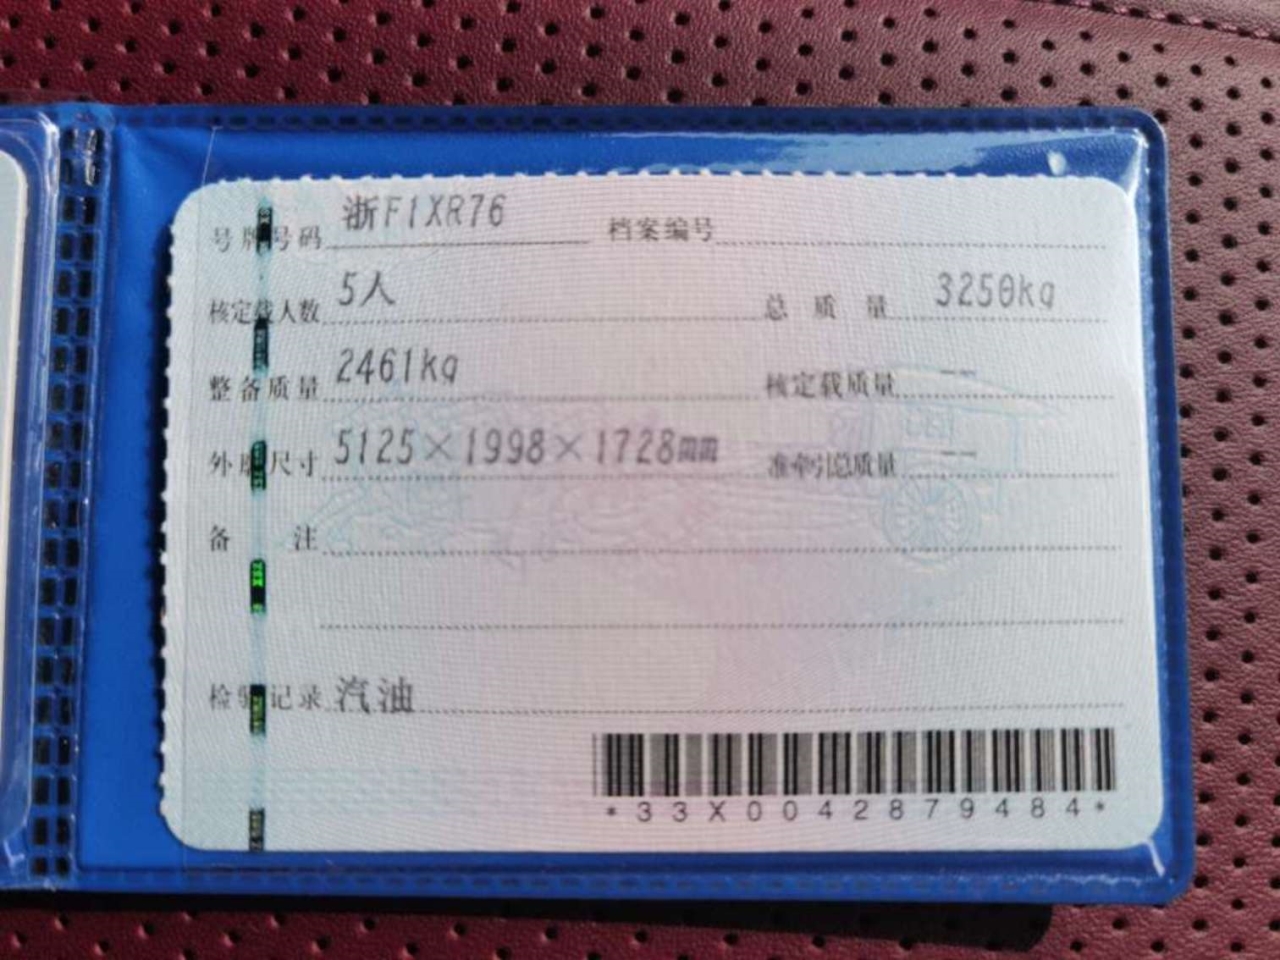 号牌号码 浙F1XR76 档案编号
核定载人数 5人 总质量 3250kg
整备质量 2461kg 核定载质量 --
外廓尺寸 5125×1998×1728mm 准牵引总质量 --
备注
检验记录 汽油
*33X0042879484*